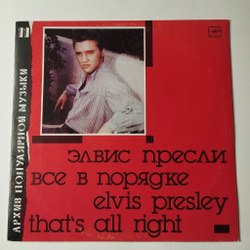 11
АРХИВ ПОПУЛЯРНОЙ МУЗЫКИ
элвис пресли
все в порядке
elvis presley
that's all right